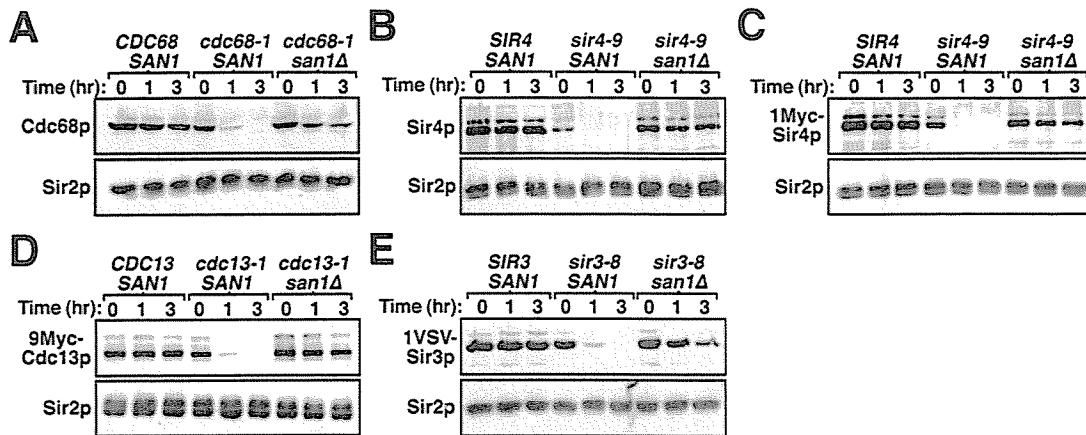 A
CDC68 cdc68-1 cdc68-1
SAN1 SAN1 san1Δ
Time (hr): 0 1 3 0 1 3 0 1 3
Cdc68p
Sir2p
B
SIR4 sir4-9 sir4-9
SAN1 SAN1 san1Δ
Time (hr): 0 1 3 0 1 3 0 1 3
Sir4p
Sir2p
C
SIR4 sir4-9 sir4-9
SAN1 SAN1 san1Δ
Time (hr): 0 1 3 0 1 3 0 1 3
1Myc-
Sir4p
Sir2p
D
CDC13 cdc13-1 cdc13-1
SAN1 SAN1 san1Δ
Time (hr): 0 1 3 0 1 3 0 1 3
9Myc-
Cdc13p
Sir2p
E
SIR3 sir3-8 sir3-8
SAN1 SAN1 san1Δ
Time (hr): 0 1 3 0 1 3 0 1 3
1VSV-
Sir3p
Sir2p